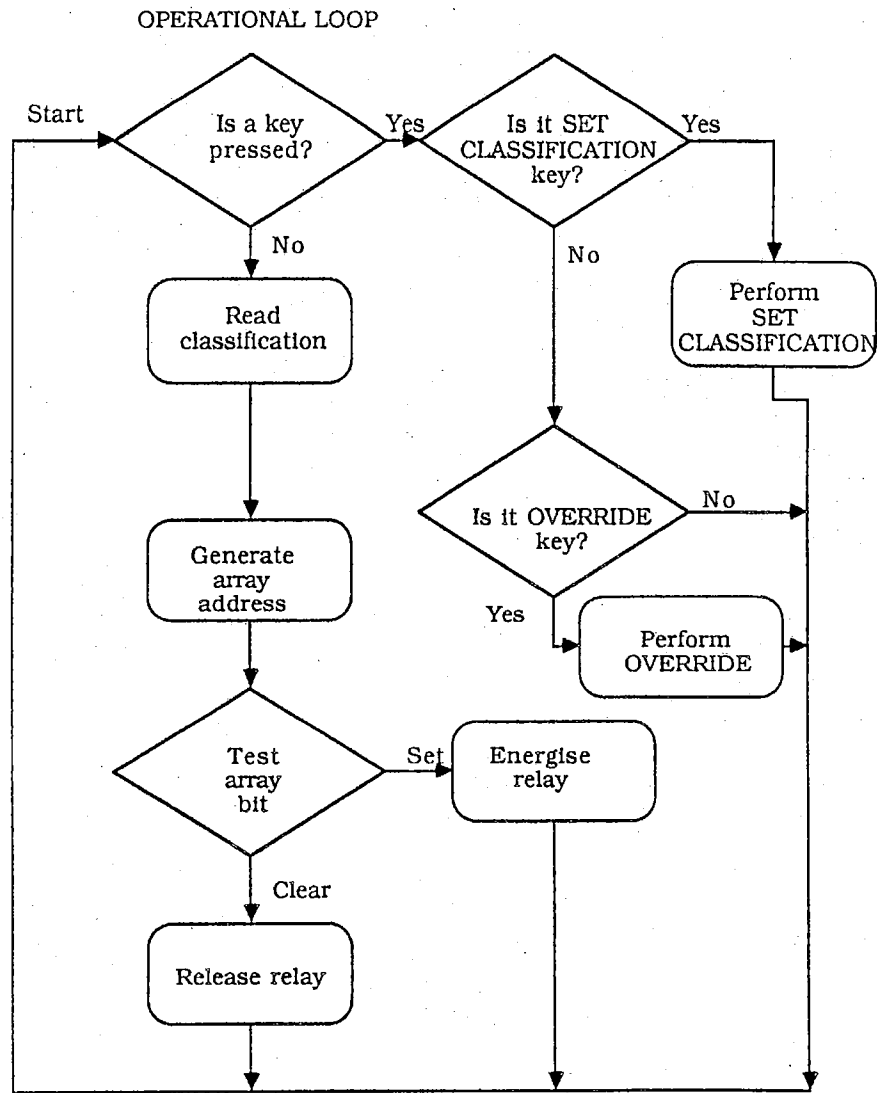 OPERATIONAL LOOP
Start
Is a key
pressed?
Yes
Is it SET
CLASSIFICATION
key?
Yes
No
No
Read
classification
Perform
SET
CLASSIFICATION
Is it OVERRIDE
key?
No
Generate
array
address
Yes
Perform
OVERRIDE
Test
array
bit
Set
Energise
relay
Clear
Release relay